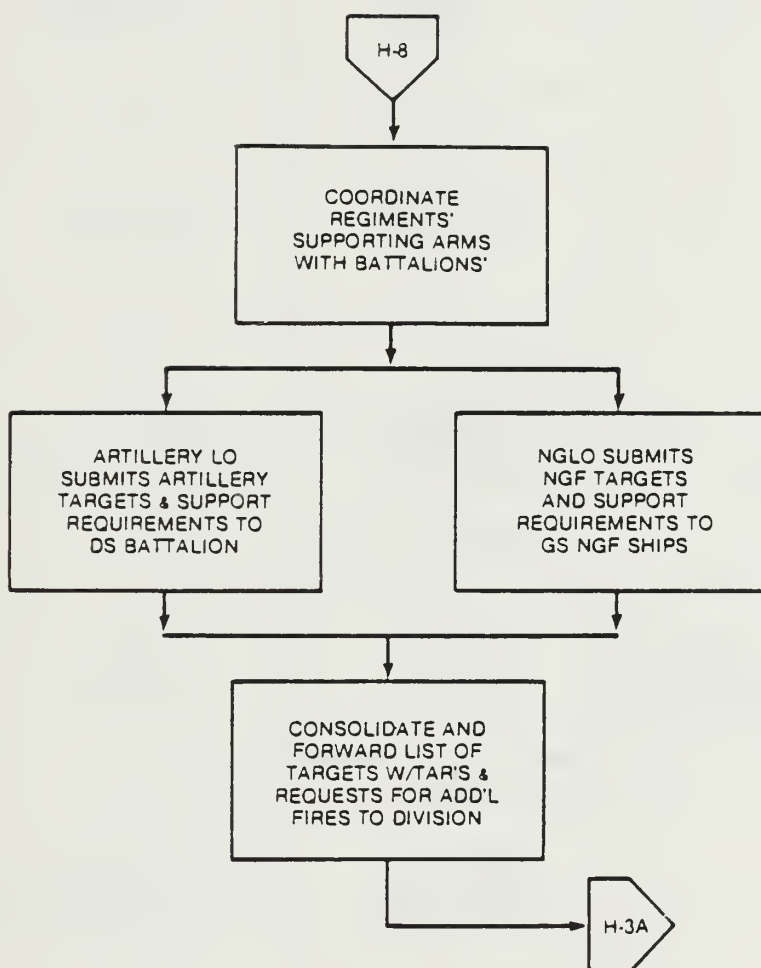 H-8
COORDINATE
REGIMENTS'
SUPPORTING ARMS
WITH BATTALIONS'
ARTILLERY LO
SUBMITS ARTILLERY
TARGETS & SUPPORT
REQUIREMENTS TO
DS BATTALION
NGLO SUBMITS
NGF TARGETS
AND SUPPORT
REQUIREMENTS TO
GS NGF SHIPS
CONSOLIDATE AND
FORWARD LIST OF
TARGETS W/TAR'S &
REQUESTS FOR ADD'L
FIRES TO DIVISION
H-3A